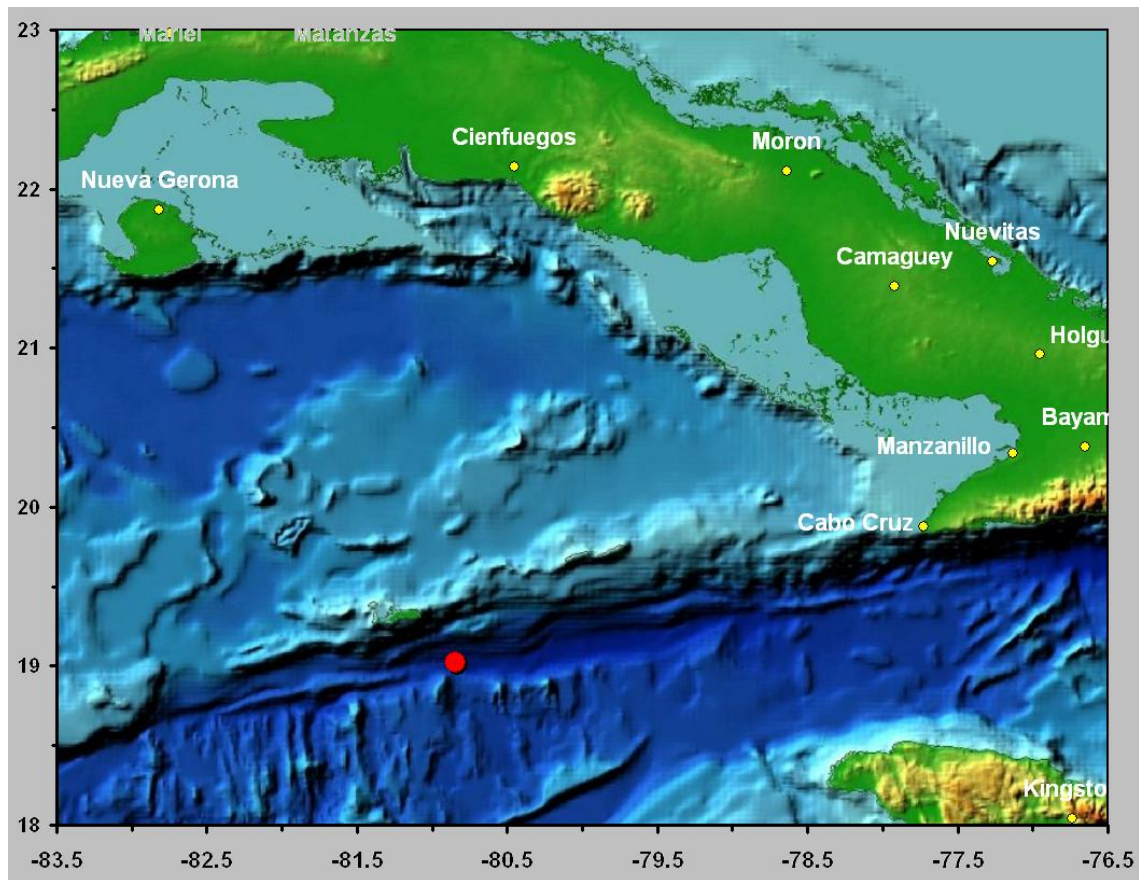 23
Mariel Matanzas
Cienfuegos
Moron
22
Nueva Gerona
Nuevitas
Camaguey
21
Holgu
Bayam
Manzanillo
20
Cabo Cruz
19
Kingsto
18
-83.5 -82.5 -81.5 -80.5 -79.5 -78.5 -77.5 -76.5